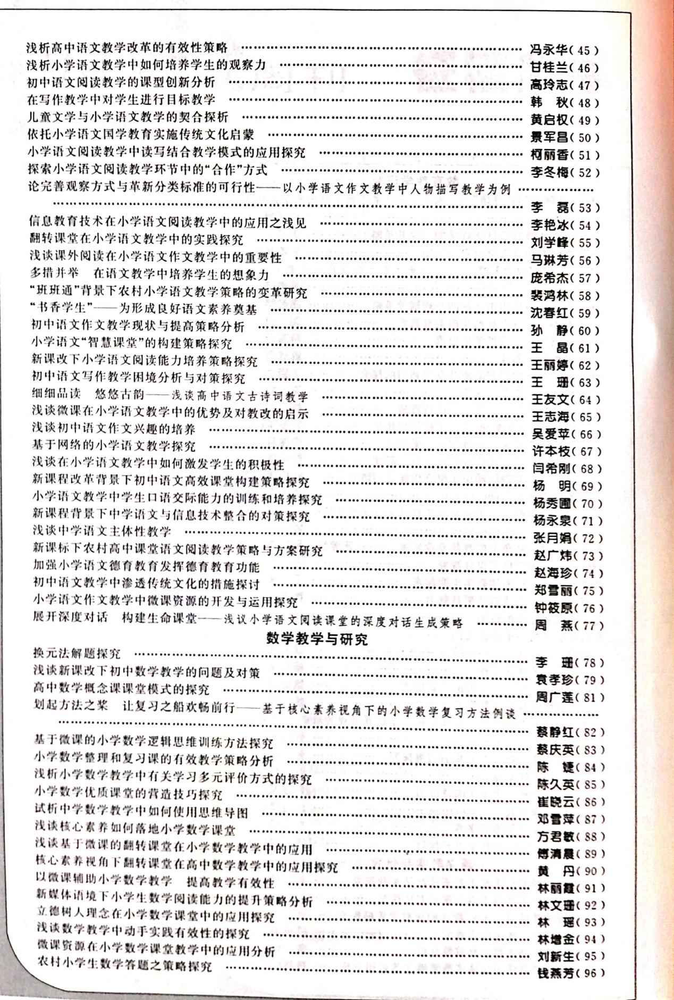 浅析高中语文教学改革的有效性策略 …………………………………………………… 冯永华( 45 )
浅析小学语文教学中如何培养学生的观察力 …………………………………………… 甘桂兰( 46 )
初中语文阅读教学的课型创新分析 …………………………………………………… 高玲志( 47 )
在写作教学中对学生进行目标教学 …………………………………………………… 韩　秋( 48 )
儿童文学与小学语文教学的契合探析 ………………………………………………… 黄启权( 49 )
依托小学语文国学教育实施传统文化启蒙 …………………………………………… 景军昌( 50 )
小学语文阅读教学中读写结合教学模式的应用探究 ………………………………… 柯丽香( 51 )
探索小学语文阅读教学环节中的“合作”方式 ………………………………………… 李冬梅( 52 )
论完善观察方式与革新分类标准的可行性——以小学语文作文教学中人物描写教学为例 ………………
……………………………………………………………………………………… 李　磊( 53 )
信息教育技术在小学语文阅读教学中的应用之浅见 ………………………………… 李艳冰( 54 )
翻转课堂在小学语文教学中的实践探究 ……………………………………………… 刘学峰( 55 )
浅谈课外阅读在小学语文作文教学中的重要性 ……………………………………… 马琳芳( 56 )
多措并举　在语文教学中培养学生的想象力 ………………………………………… 庞希杰( 57 )
“班班通”背景下农村小学语文教学策略的变革研究 ………………………………… 裴鸿林( 58 )
“书香学生”——为形成良好语文素养奠基 …………………………………………… 沈春红( 59 )
初中语文作文教学现状与提高策略分析 ……………………………………………… 孙　静( 60 )
小学语文“智慧课堂”的构建策略探究 ………………………………………………… 王　晶( 61 )
新课改下小学语文阅读能力培养策略探究 …………………………………………… 王丽婷( 62 )
初中语文写作教学困境分析与对策探究 ……………………………………………… 王　珊( 63 )
细细品读　悠悠古韵——浅谈高中语文古诗词教学 ………………………………… 王友文( 64 )
浅谈微课在小学语文教学中的优势及对教改的启示 ………………………………… 王志海( 65 )
浅谈初中语文作文兴趣的培养 ………………………………………………………… 吴爱苹( 66 )
基于网络的小学语文教学探究 ………………………………………………………… 许本枝( 67 )
浅谈在小学语文教学中如何激发学生的积极性 ……………………………………… 闫希刚( 68 )
新课程改革背景下初中语文高效课堂构建策略探究 ………………………………… 杨　明( 69 )
小学语文教学中学生口语交际能力的训练和培养探究 ……………………………… 杨秀圃( 70 )
新课程背景下中学语文与信息技术整合的对策探究 ………………………………… 杨永泉( 71 )
浅谈中学语文主体性教学 ……………………………………………………………… 张月娟( 72 )
新课标下农村高中课堂语文阅读教学策略与方案研究 ……………………………… 赵广炜( 73 )
加强小学语文德育教育发挥德育教育功能 …………………………………………… 赵海珍( 74 )
初中语文教学中渗透传统文化的措施探讨 …………………………………………… 郑雪丽( 75 )
小学语文作文教学中微课资源的开发与运用探究 …………………………………… 钟筱原( 76 )
展开深度对话　构建生命课堂——浅议小学语文阅读课堂的深度对话生成策略 ………… 周　燕( 77 )
数学教学与研究
换元法解题探究 ………………………………………………………………………… 李　珊( 78 )
浅谈新课改下初中数学教学的问题及对策 …………………………………………… 袁孝珍( 79 )
高中数学概念课课堂模式的探究 ……………………………………………………… 周广莲( 81 )
划起方法之桨　让复习之船欢畅前行——基于核心素养视角下的小学数学复习方法例谈 ………………
……………………………………………………………………………………… 蔡静红( 82 )
基于微课的小学数学逻辑思维训练方法探究 ………………………………………… 蔡庆英( 83 )
小学数学整理和复习课的有效教学策略分析 ………………………………………… 陈　婕( 84 )
浅析小学数学教学中有关学习多元评价方式的探究 ………………………………… 陈久英( 85 )
小学数学优质课堂的营造技巧探究 …………………………………………………… 崔晓云( 86 )
试析中学数学教学中如何使用思维导图 ……………………………………………… 邓雪萍( 87 )
浅谈核心素养如何落地小学数学课堂 ………………………………………………… 方君敏( 88 )
浅谈基于微课的翻转课堂在小学数学教学中的应用 ………………………………… 傅清晨( 89 )
核心素养视角下翻转课堂在高中数学教学中的应用探究 …………………………… 黄　丹( 90 )
以微课辅助小学数学教学　提高教学有效性 ………………………………………… 林丽霞( 91 )
新媒体语境下小学生数学阅读能力的提升策略分析 ………………………………… 林文珊( 92 )
立德树人理念在小学数学课堂中的应用探究 ………………………………………… 林　瑶( 93 )
浅谈数学教学中动手实践有效性的探究 ……………………………………………… 林增金( 94 )
微课资源在小学数学课堂教学中的应用分析 ………………………………………… 刘新生( 95 )
农村小学生数学答题之策略探究 ……………………………………………………… 钱燕芳( 96 )